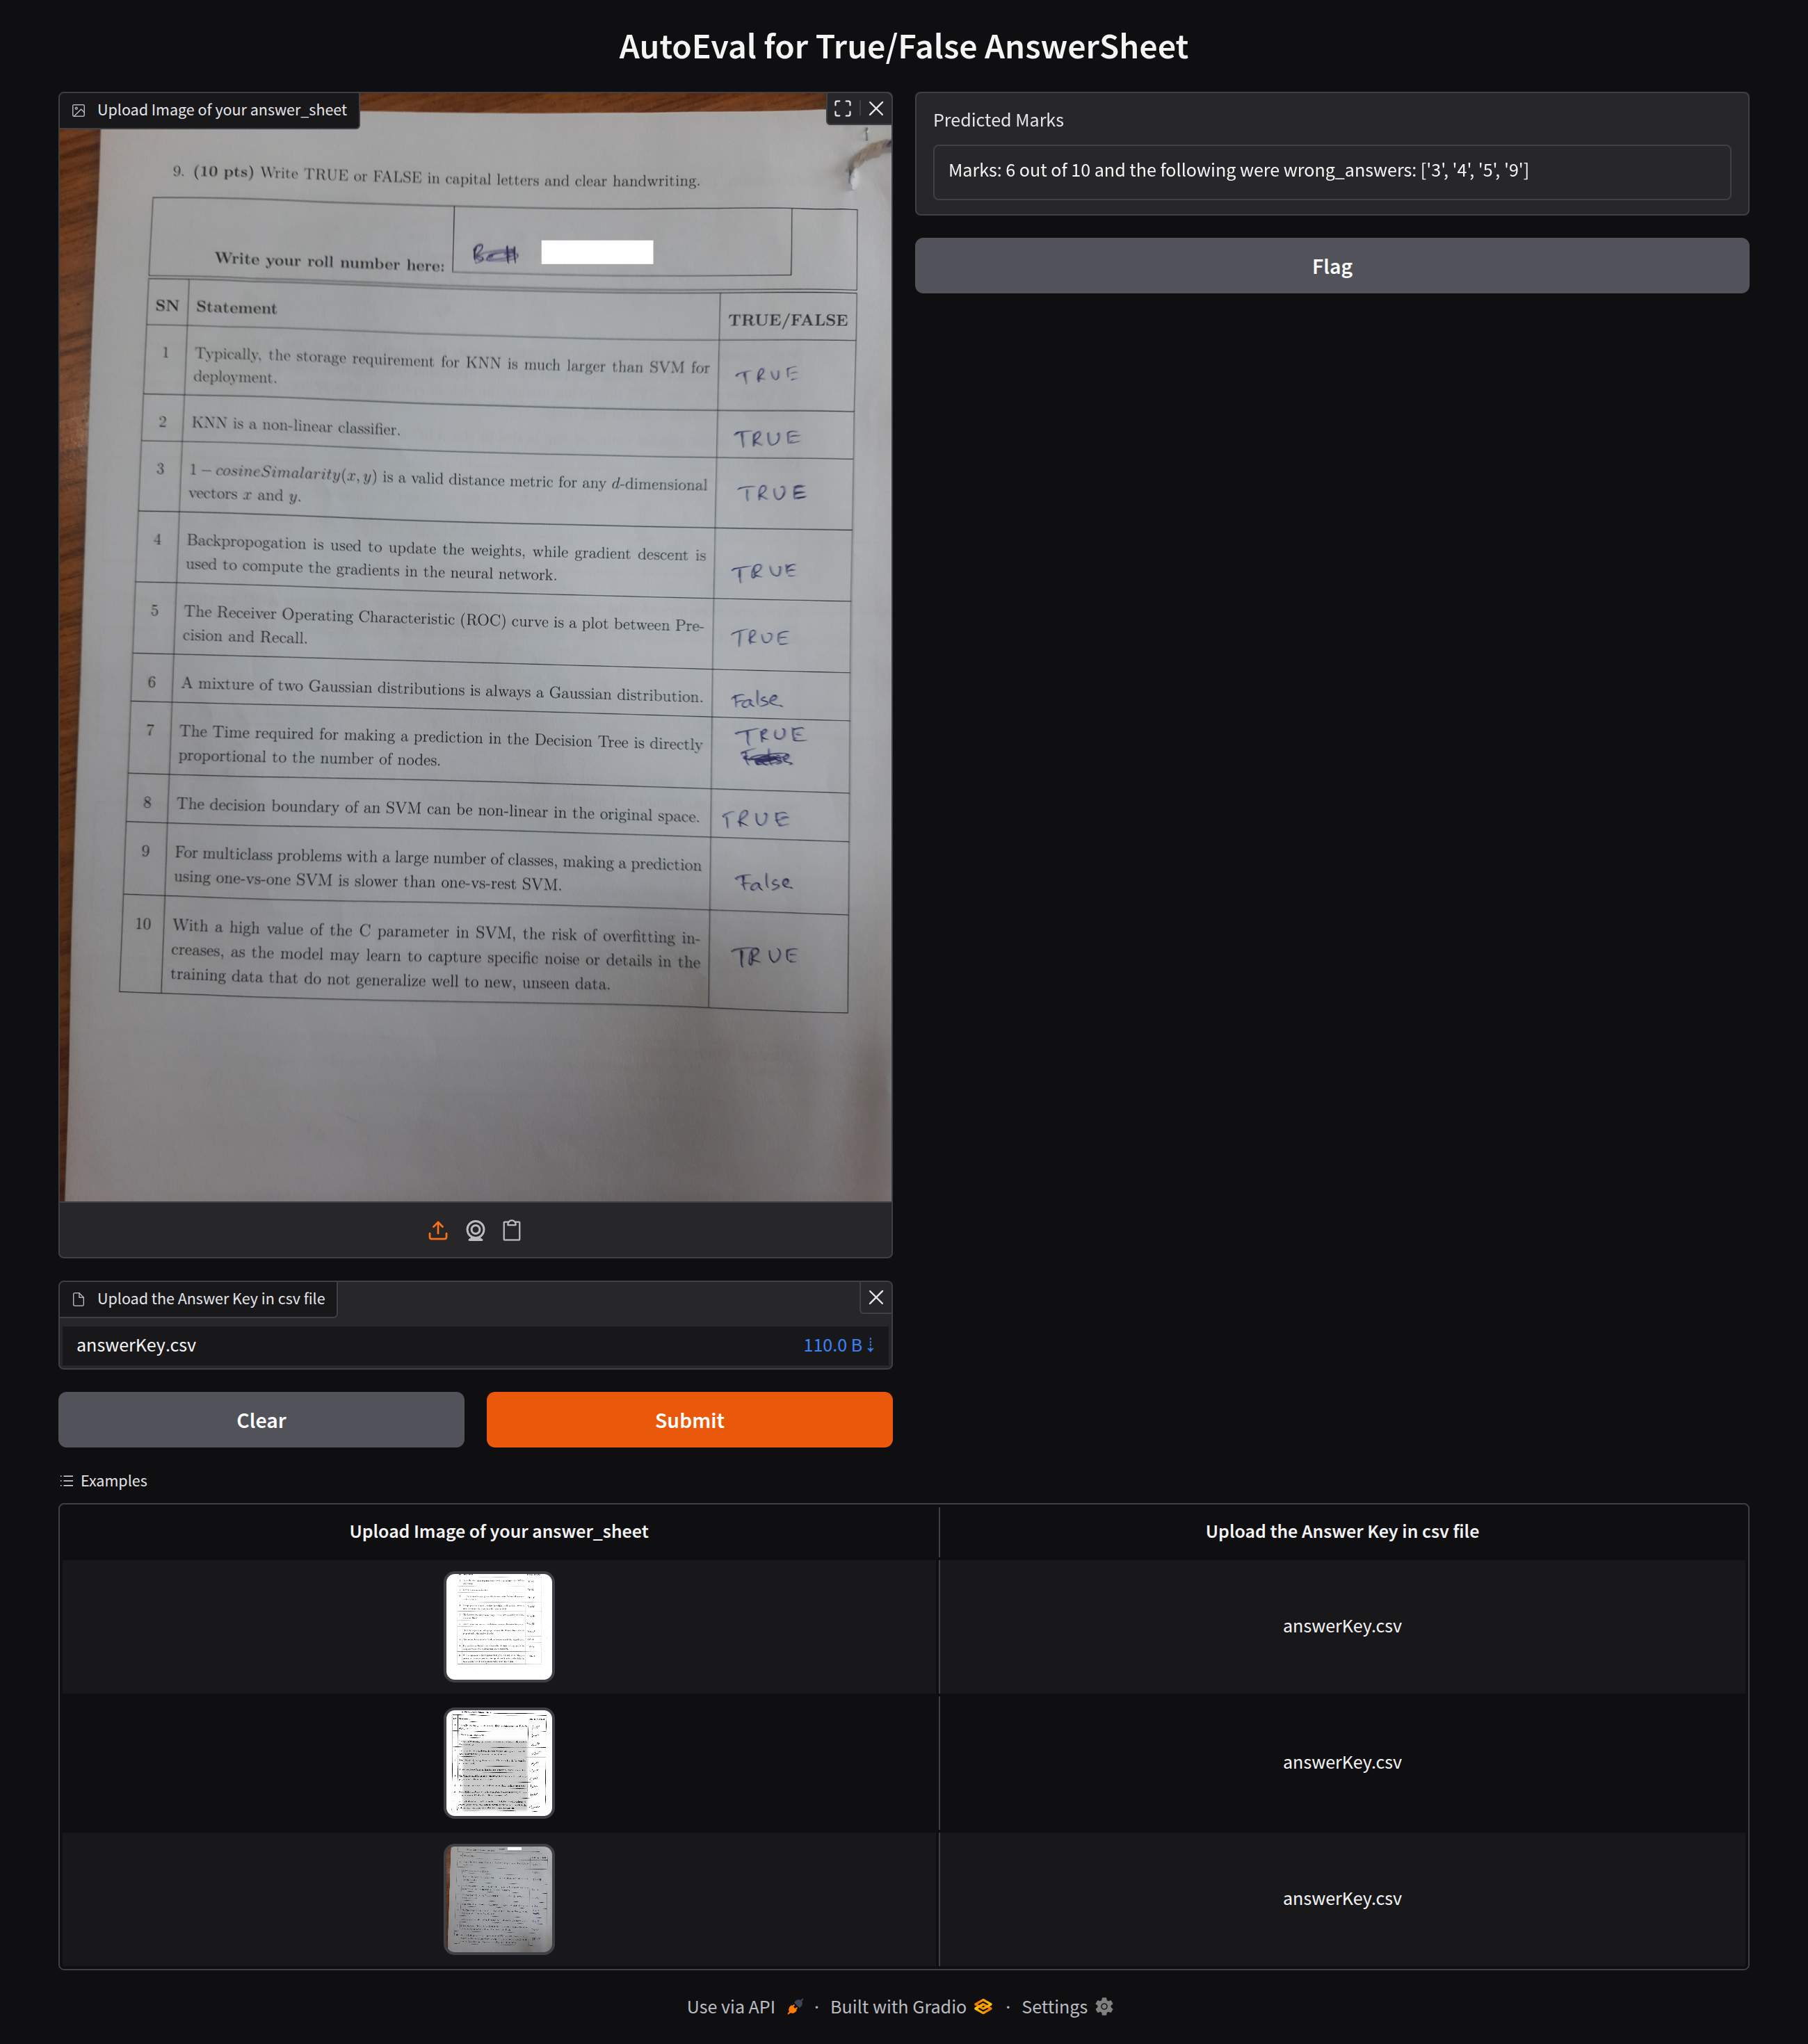 AutoEval for True/False AnswerSheet
Upload Image of your answer_sheet
9. (10 pts) Write TRUE or FALSE in capital letters and clear handwriting.
Write your roll number here:
SN Statement TRUE/FALSE
1 Typically, the storage requirement for KNN is much larger than SVM for
deployment.
TRUE
2 KNN is a non-linear classifier. TRUE
3 1 − cosineSimalarity(x, y) is a valid distance metric for any d-dimensional
vectors x and y.
TRUE
4 Backpropogation is used to update the weights, while gradient descent is
used to compute the gradients in the neural network.
TRUE
5 The Receiver Operating Characteristic (ROC) curve is a plot between Pre-
cision and Recall.
TRUE
6 A mixture of two Gaussian distributions is always a Gaussian distribution. False
7 The Time required for making a prediction in the Decision Tree is directly
proportional to the number of nodes.
TRUE
False
8 The decision boundary of an SVM can be non-linear in the original space. TRUE
9 For multiclass problems with a large number of classes, making a prediction
using one-vs-one SVM is slower than one-vs-rest SVM.
False
10 With a high value of the C parameter in SVM, the risk of overfitting in-
creases, as the model may learn to capture specific noise or details in the
training data that do not generalize well to new, unseen data.
TRUE
Predicted Marks
Marks: 6 out of 10 and the following were wrong_answers: ['3', '4', '5', '9']
Flag
Upload the Answer Key in csv file
answerKey.csv 110.0 B ⇣
Clear Submit
Examples
Upload Image of your answer_sheet Upload the Answer Key in csv file
answerKey.csv
answerKey.csv
answerKey.csv
Use via API · Built with Gradio · Settings